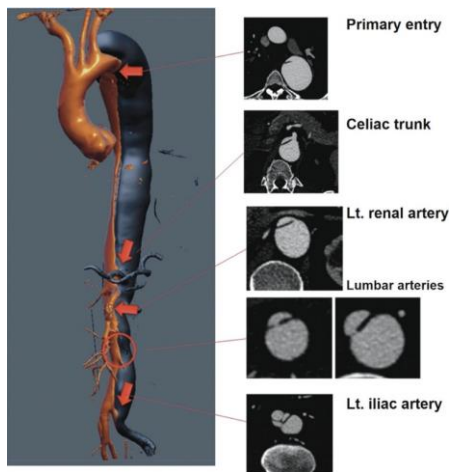 Primary entry
Celiac trunk
Lt. renal artery
Lumbar arteries
Lt. iliac artery